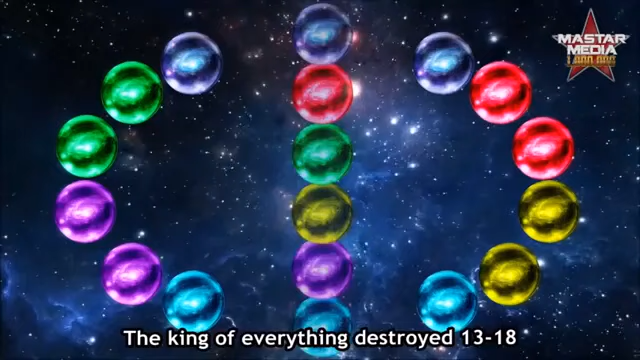 MASTAR
MEDIA
1,000,000
The king of everything destroyed 13-18